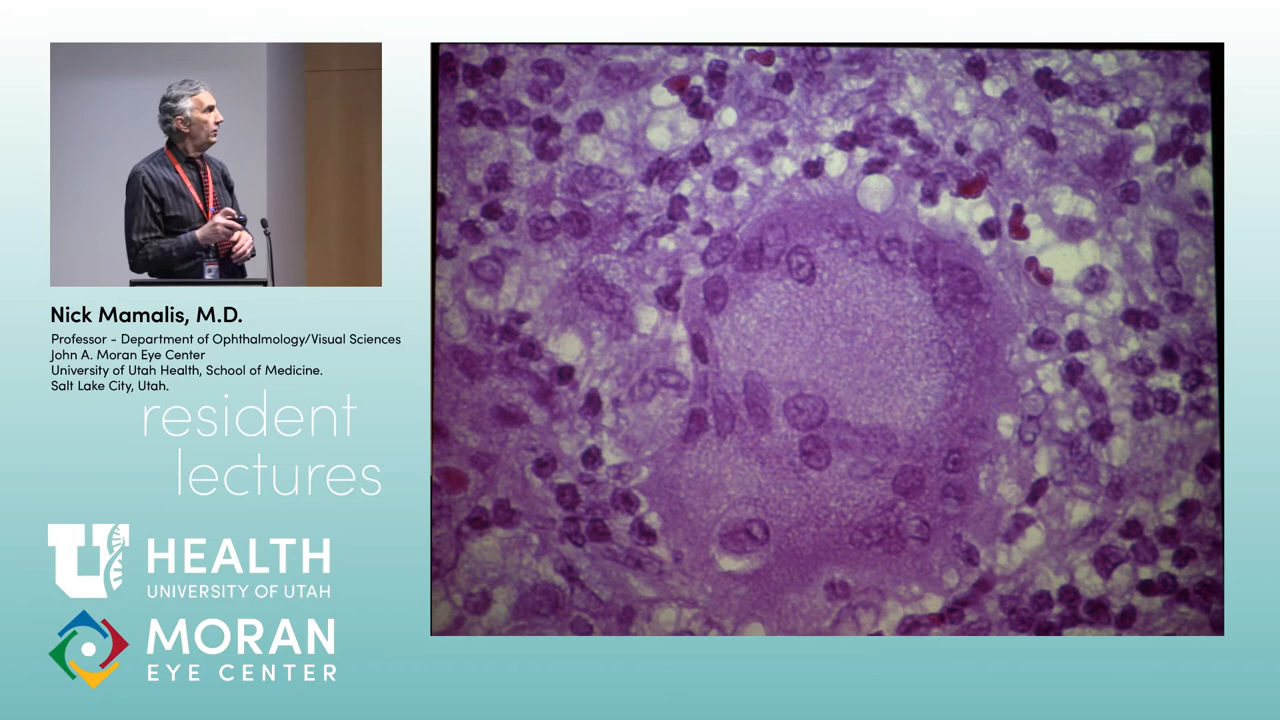 Nick Mamalis, M.D.
Professor - Department of Ophthalmology/Visual Sciences
John A. Moran Eye Center
University of Utah Health, School of Medicine.
Salt Lake City, Utah.
resident
lectures
U HEALTH
UNIVERSITY OF UTAH
MORAN
EYE CENTER